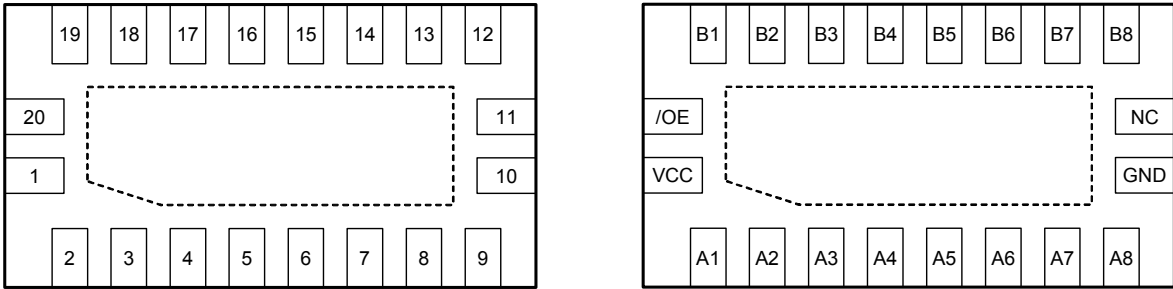 19 18 17 16 15 14 13 12
20 11
1 10
2 3 4 5 6 7 8 9
B1 B2 B3 B4 B5 B6 B7 B8
/OE NC
VCC GND
A1 A2 A3 A4 A5 A6 A7 A8